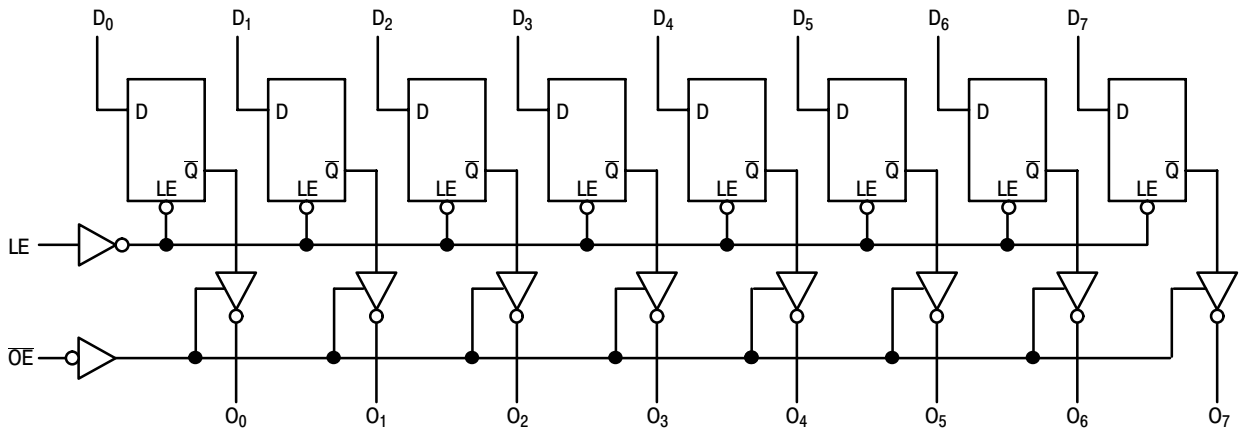 D₀ D₁ D₂ D₃ D₄ D₅ D₆ D₇
D D D D D D D D
Q̅ Q̅ Q̅ Q̅ Q̅ Q̅ Q̅ Q̅
LE LE LE LE LE LE LE LE
LE
O̅E̅
O₀ O₁ O₂ O₃ O₄ O₅ O₆ O₇